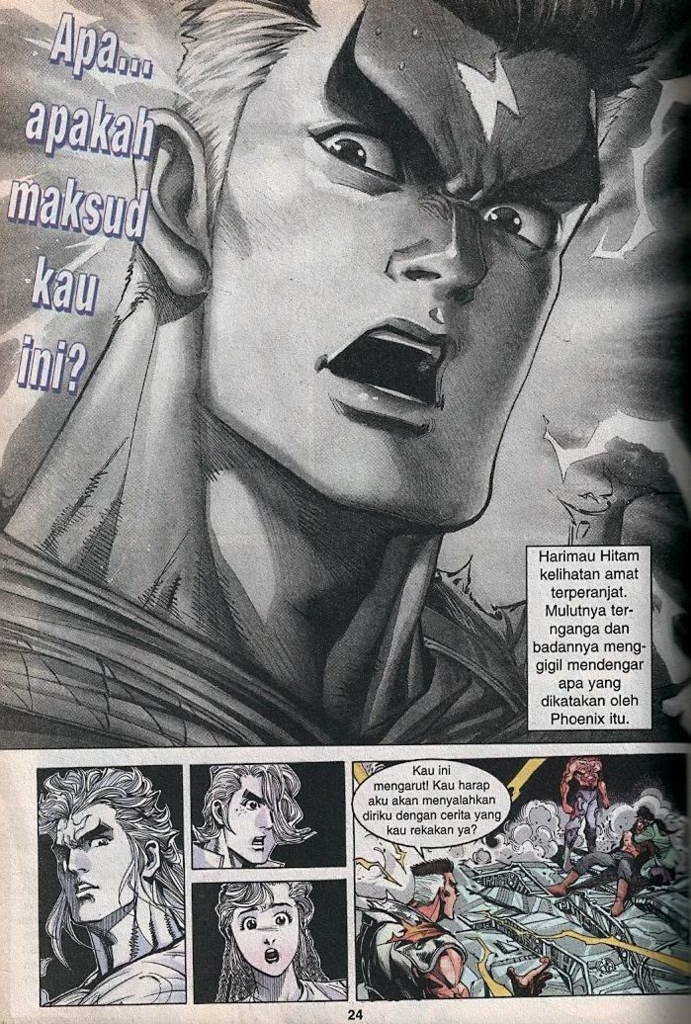 Apa...
apakah
maksud
kau
ini?
Harimau Hitam
kelihatan amat
terperanjat.
Mulutnya ter-
nganga dan
badannya meng-
gigil mendengar
apa yang
dikatakan oleh
Phoenix itu.
Kau ini
mengarut! Kau harap
aku akan menyalahkan
diriku dengan cerita yang
kau rekakan ya?
24